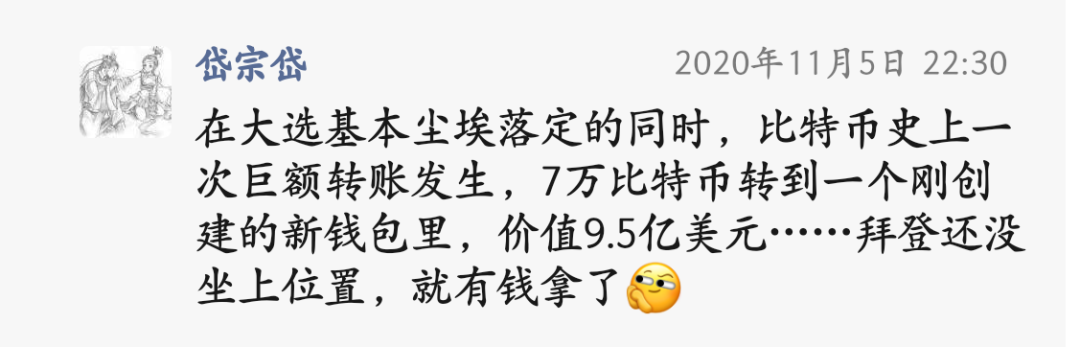 岱宗岱
2020年11月5日 22:30
在大选基本尘埃落定的同时，比特币史上一
次巨额转账发生，7万比特币转到一个刚创
建的新钱包里，价值9.5亿美元……拜登还没
坐上位置，就有钱拿了